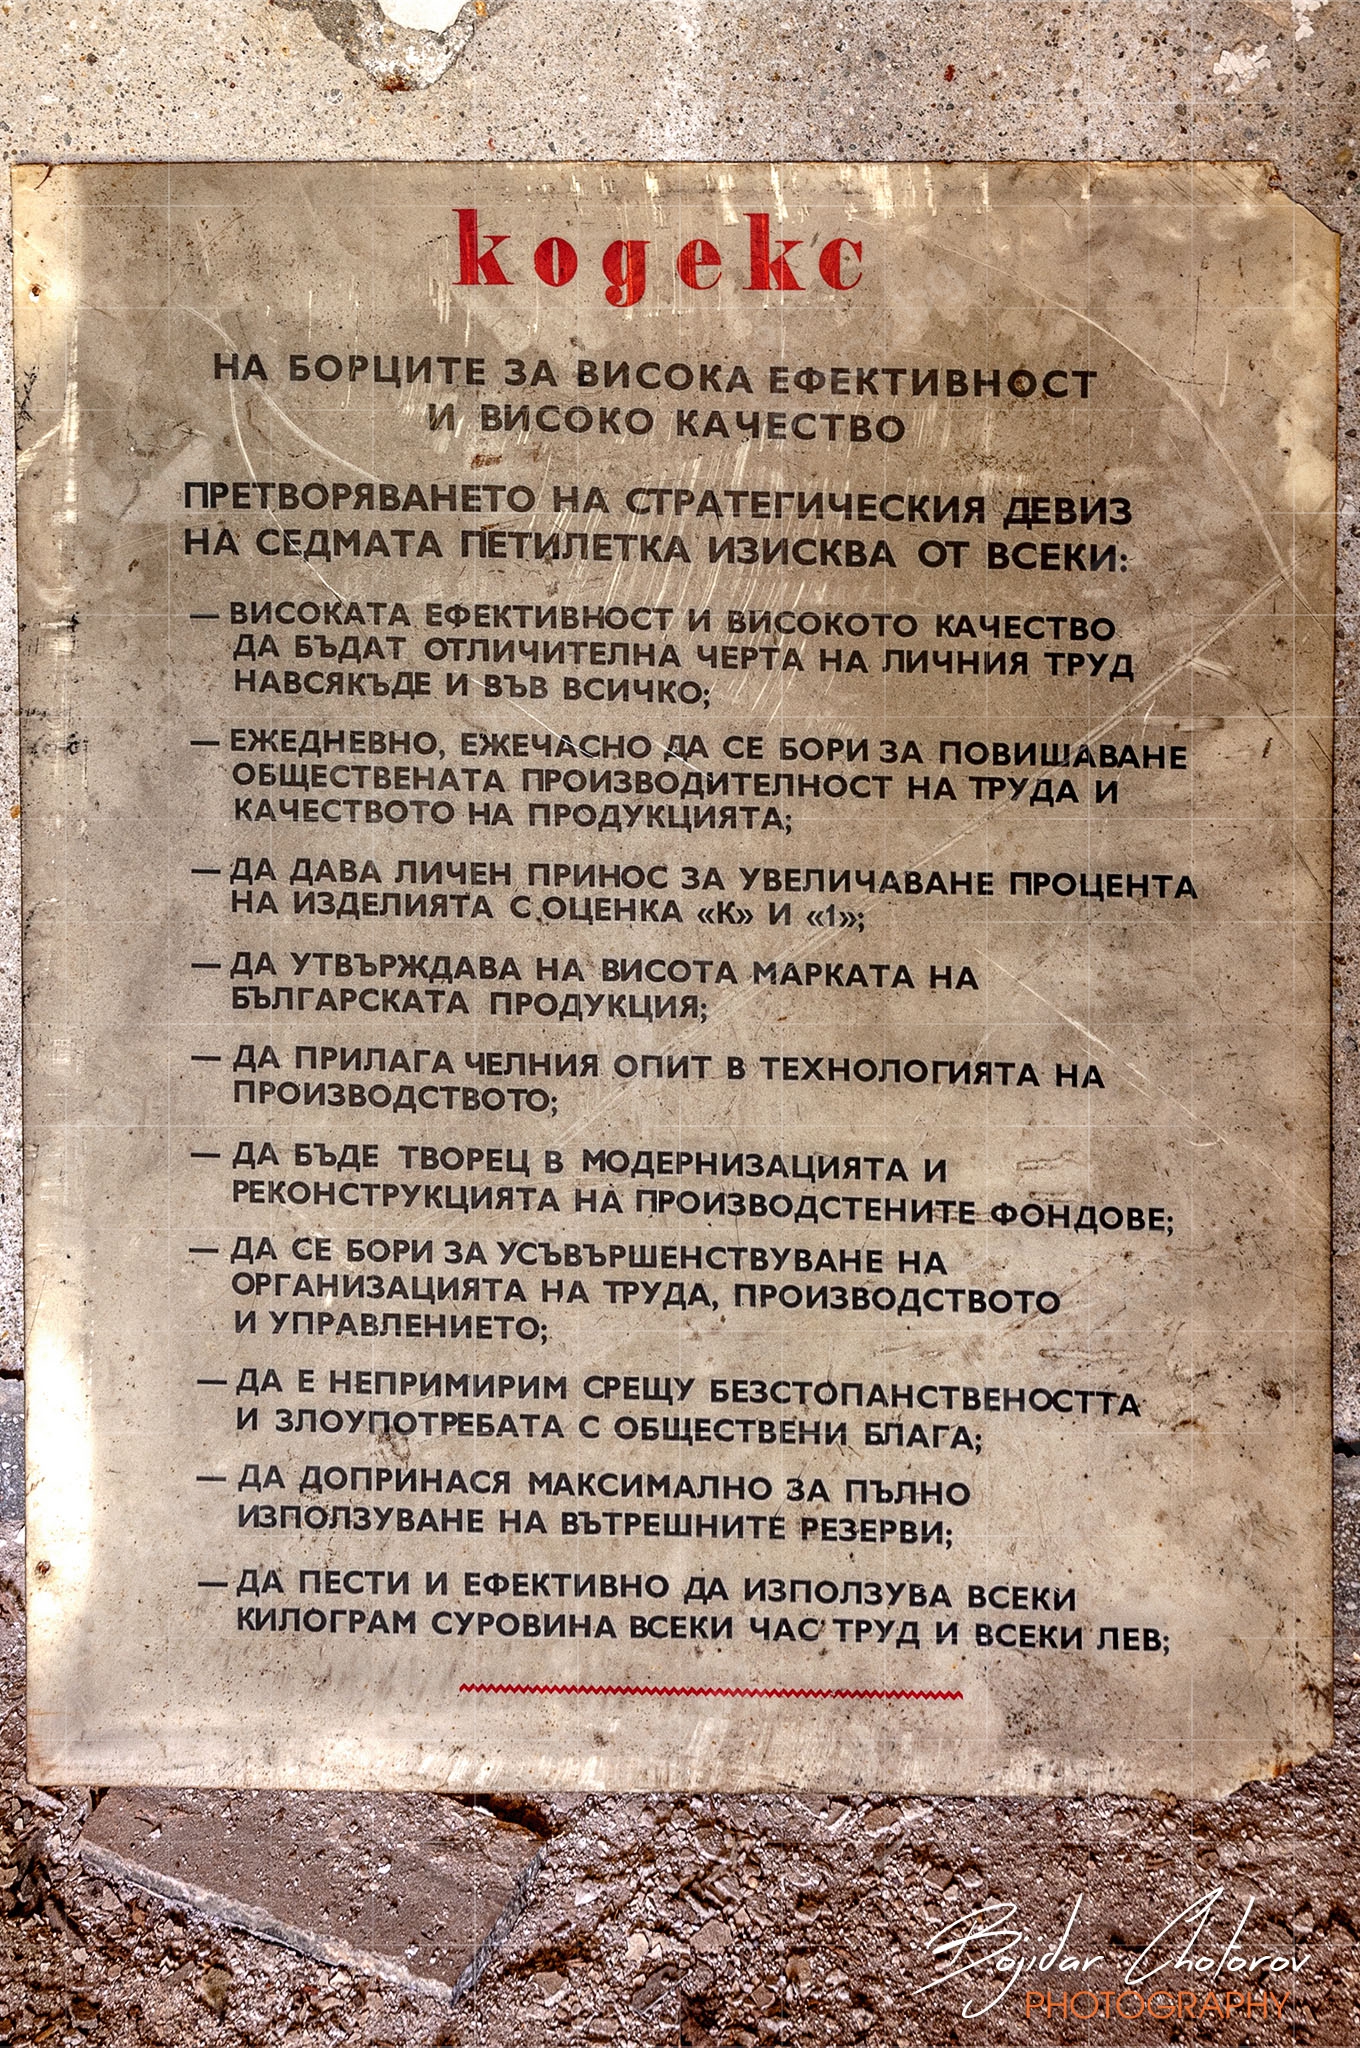 кодекс
НА БОРЦИТЕ ЗА ВИСОКА ЕФЕКТИВНОСТ
И ВИСОКО КАЧЕСТВО
ПРЕТВОРЯВАНЕТО НА СТРАТЕГИЧЕСКИЯ ДЕВИЗ
НА СЕДМАТА ПЕТИЛЕТКА ИЗИСКВА ОТ ВСЕКИ:
— ВИСОКАТА ЕФЕКТИВНОСТ И ВИСОКОТО КАЧЕСТВО
ДА БЪДАТ ОТЛИЧИТЕЛНА ЧЕРТА НА ЛИЧНИЯ ТРУД
НАВСЯКЪДЕ И ВЪВ ВСИЧКО;
— ЕЖЕДНЕВНО, ЕЖЕЧАСНО ДА СЕ БОРИ ЗА ПОВИШАВАНЕ
ОБЩЕСТВЕНАТА ПРОИЗВОДИТЕЛНОСТ НА ТРУДА И
КАЧЕСТВОТО НА ПРОДУКЦИЯТА;
— ДА ДАВА ЛИЧЕН ПРИНОС ЗА УВЕЛИЧАВАНЕ ПРОЦЕНТА
НА ИЗДЕЛИЯТА С ОЦЕНКА «К» И «1»;
— ДА УТВЪРЖДАВА НА ВИСОТА МАРКАТА НА
БЪЛГАРСКАТА ПРОДУКЦИЯ;
— ДА ПРИЛАГА ЧЕЛНИЯ ОПИТ В ТЕХНОЛОГИЯТА НА
ПРОИЗВОДСТВОТО;
— ДА БЪДЕ ТВОРЕЦ В МОДЕРНИЗАЦИЯТА И
РЕКОНСТРУКЦИЯТА НА ПРОИЗВОДСТЕНИТЕ ФОНДОВЕ;
— ДА СЕ БОРИ ЗА УСЪВЪРШЕНСТВУВАНЕ НА
ОРГАНИЗАЦИЯТА НА ТРУДА, ПРОИЗВОДСТВОТО
И УПРАВЛЕНИЕТО;
— ДА Е НЕПРИМИРИМ СРЕЩУ БЕЗСТОПАНСТВЕНОСТТА
И ЗЛОУПОТРЕБАТА С ОБЩЕСТВЕНИ БЛАГА;
— ДА ДОПРИНАСЯ МАКСИМАЛНО ЗА ПЪЛНО
ИЗПОЛЗУВАНЕ НА ВЪТРЕШНИТЕ РЕЗЕРВИ;
— ДА ПЕСТИ И ЕФЕКТИВНО ДА ИЗПОЛЗУВА ВСЕКИ
КИЛОГРАМ СУРОВИНА ВСЕКИ ЧАС ТРУД И ВСЕКИ ЛЕВ;
Bojidar Chotorov
PHOTOGRAPHY